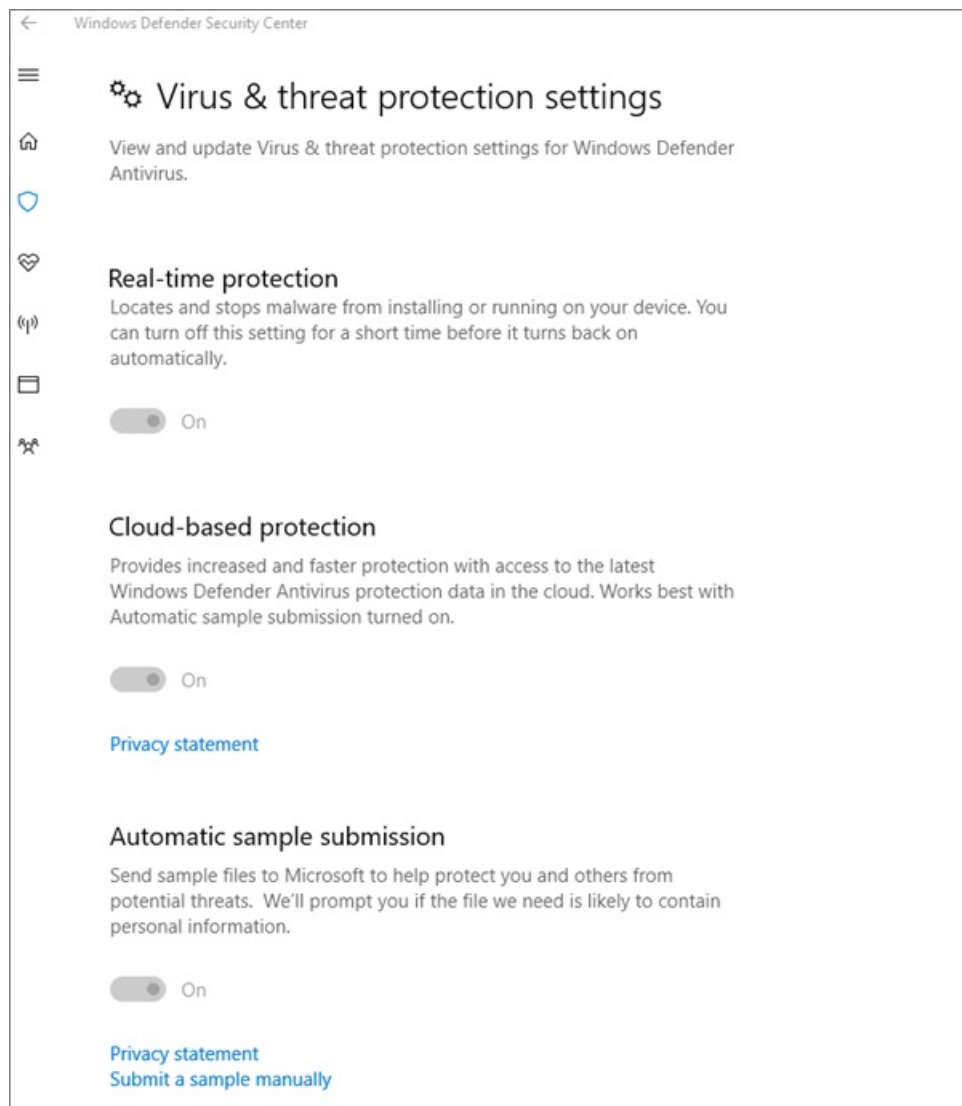 Windows Defender Security Center
Virus & threat protection settings
View and update Virus & threat protection settings for Windows Defender
Antivirus.
Real-time protection
Locates and stops malware from installing or running on your device. You
can turn off this setting for a short time before it turns back on
automatically.
On
Cloud-based protection
Provides increased and faster protection with access to the latest
Windows Defender Antivirus protection data in the cloud. Works best with
Automatic sample submission turned on.
On
Privacy statement
Automatic sample submission
Send sample files to Microsoft to help protect you and others from
potential threats.  We'll prompt you if the file we need is likely to contain
personal information.
On
Privacy statement
Submit a sample manually